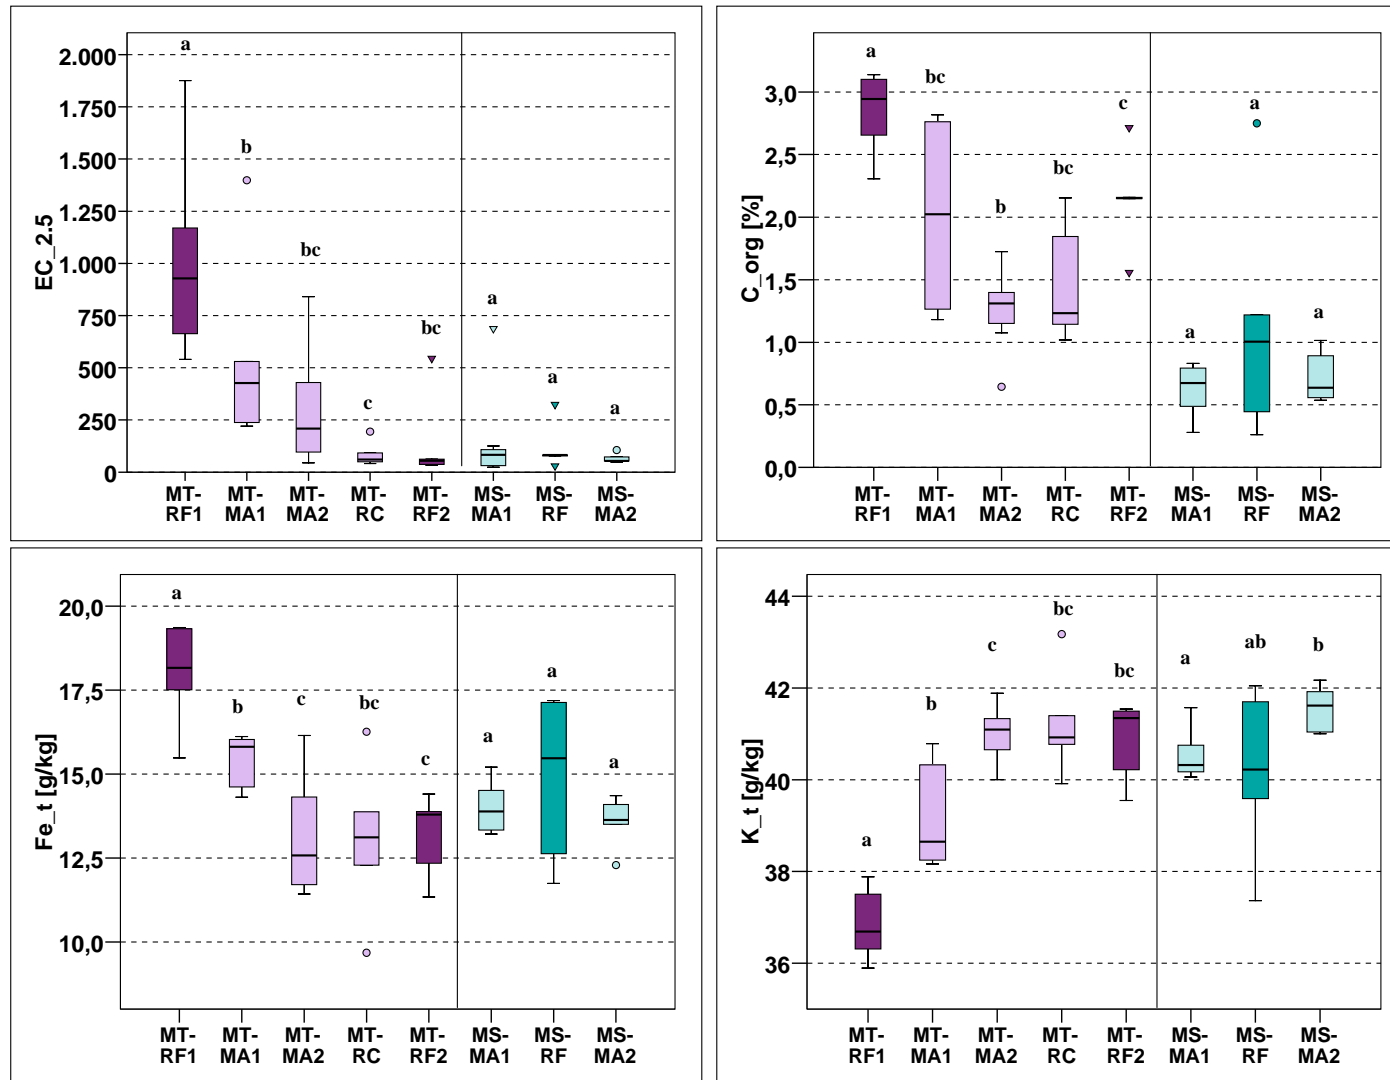 2.000
1.750
1.500
1.250
1.000
750
500
250
0
EC_2.5
a
b
bc
c
bc
a
a
a
MT-
RF1
MT-
MA1
MT-
MA2
MT-
RC
MT-
RF2
MS-
MA1
MS-
RF
MS-
MA2
3,0
2,5
2,0
1,5
1,0
0,5
0,0
C_org [%]
a
bc
b
bc
c
a
a
a
MT-
RF1
MT-
MA1
MT-
MA2
MT-
RC
MT-
RF2
MS-
MA1
MS-
RF
MS-
MA2
20,0
17,5
15,0
12,5
10,0
Fe_t [g/kg]
a
b
c
bc
c
a
a
a
MT-
RF1
MT-
MA1
MT-
MA2
MT-
RC
MT-
RF2
MS-
MA1
MS-
RF
MS-
MA2
44
42
40
38
36
K_t [g/kg]
a
b
c
bc
bc
a
ab
b
MT-
RF1
MT-
MA1
MT-
MA2
MT-
RC
MT-
RF2
MS-
MA1
MS-
RF
MS-
MA2